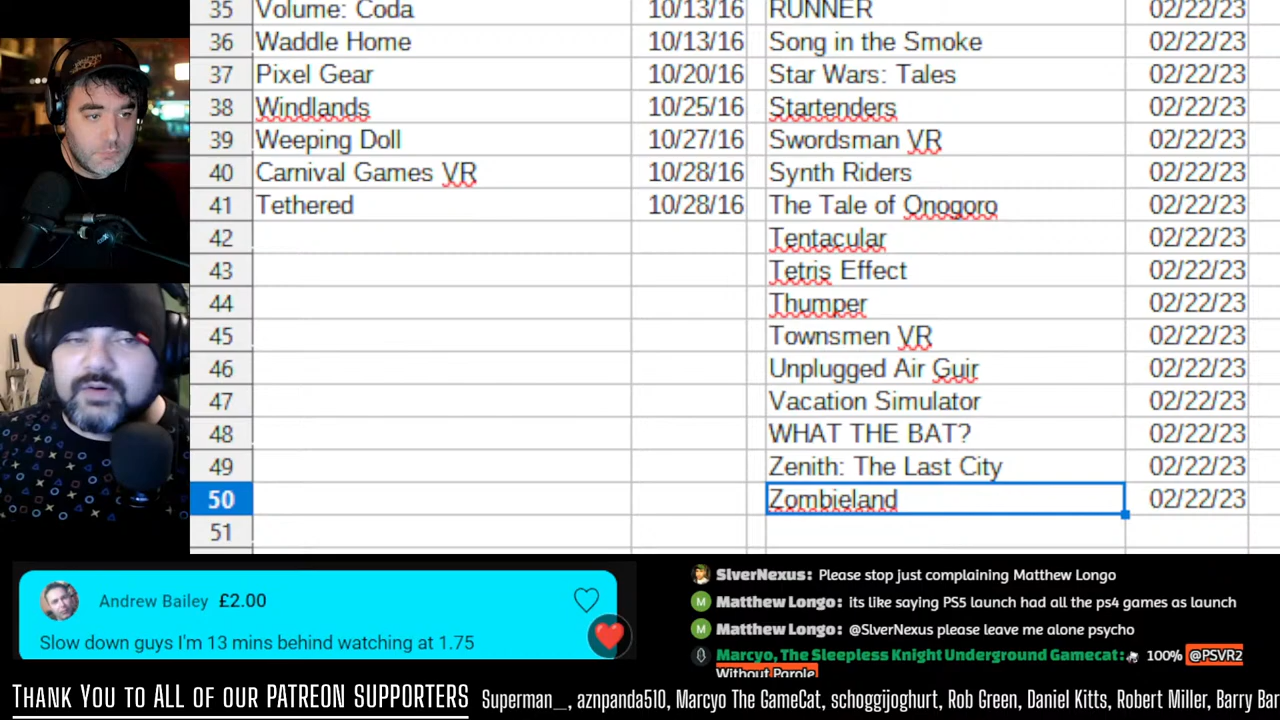 35 Volume: Coda 10/13/16 RUNNER 02/22/23
36 Waddle Home 10/13/16 Song in the Smoke 02/22/23
37 Pixel Gear 10/20/16 Star Wars: Tales 02/22/23
38 Windlands 10/25/16 Startenders 02/22/23
39 Weeping Doll 10/27/16 Swordsman VR 02/22/23
40 Carnival Games VR 10/28/16 Synth Riders 02/22/23
41 Tethered 10/28/16 The Tale of Onogoro 02/22/23
42 Tentacular 02/22/23
43 Tetris Effect 02/22/23
44 Thumper 02/22/23
45 Townsmen VR 02/22/23
46 Unplugged Air Guir 02/22/23
47 Vacation Simulator 02/22/23
48 WHAT THE BAT? 02/22/23
49 Zenith: The Last City 02/22/23
50 Zombieland 02/22/23
51
Andrew Bailey £2.00
Slow down guys I'm 13 mins behind watching at 1.75
SlverNexus: Please stop just complaining Matthew Longo
M Matthew Longo: its like saying PS5 launch had all the ps4 games as launch
M Matthew Longo: @SlverNexus please leave me alone psycho
Marcyo, The Sleepless Knight Underground Gamecat: 100% @PSVR2
Without Parole
THANK YOU TO ALL OF OUR PATREON SUPPORTERS Superman__, aznpanda510, Marcyo The GameCat, schoggijoghurt, Rob Green, Daniel Kitts, Robert Miller, Barry Bar